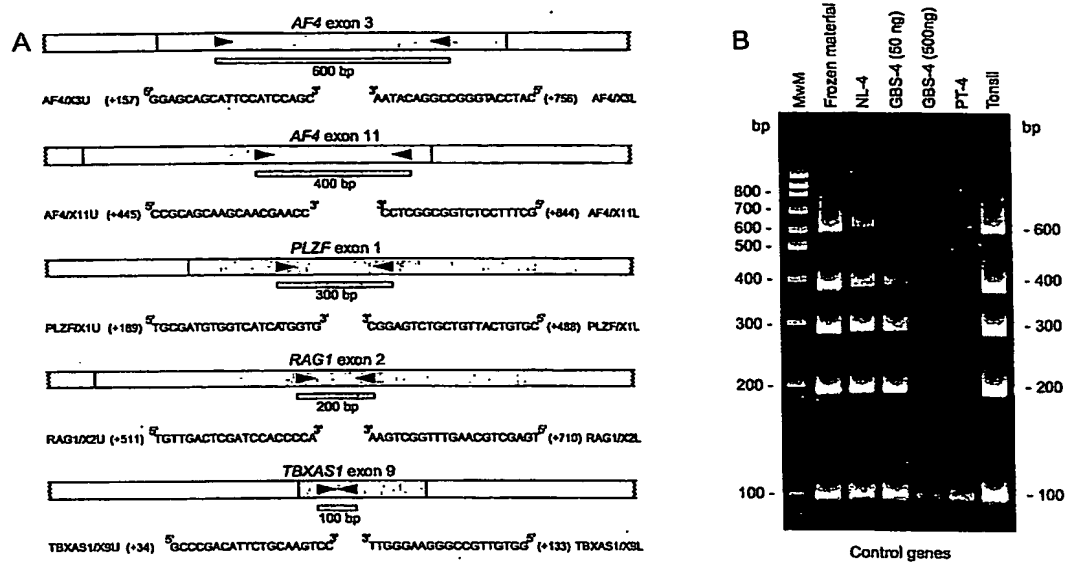 A
AF4 exon 3
600 bp
AF4/X3U (+157) 5'GGAGCAGCATTCCATCCAGC3' 3'AATACAGGCCGGGTACCTAC5' (+756) AF4/X3L
AF4 exon 11
400 bp
AF4/X11U (+445) 5'CCGCAGCAAGCAACGAACC3' 3'CCTCGGCGGTCTCCTTTCG5' (+844) AF4/X11L
PLZF exon 1
300 bp
PLZF/X1U (+189) 5'TGCGATGTGGTCATCATGGTG3' 3'CGGAGTCTGCTGTTACTGTGC5' (+488) PLZF/X1L
RAG1 exon 2
200 bp
RAG1/X2U (+511) 5'TGTTGACTCGATCCACCCCA3' 3'AAGTCGGTTTGAACGTCGAGT5' (+710) RAG1/X2L
TBXAS1 exon 9
100 bp
TBXAS1/X9U (+34) 5'GCCCGACATTCTGCAAGTCC3' 3'TTGGGAAGGGCCGTTGTGG5' (+133) TBXAS1/X9L
B
MwM
Frozen material
NL-4
GBS-4 (50 ng)
GBS-4 (500ng)
PT-4
Tonsil
bp
bp
800 -
700 -
600 -
500 -
400 -
300 -
200 -
100 -
- 600
- 400
- 300
- 200
- 100
Control genes